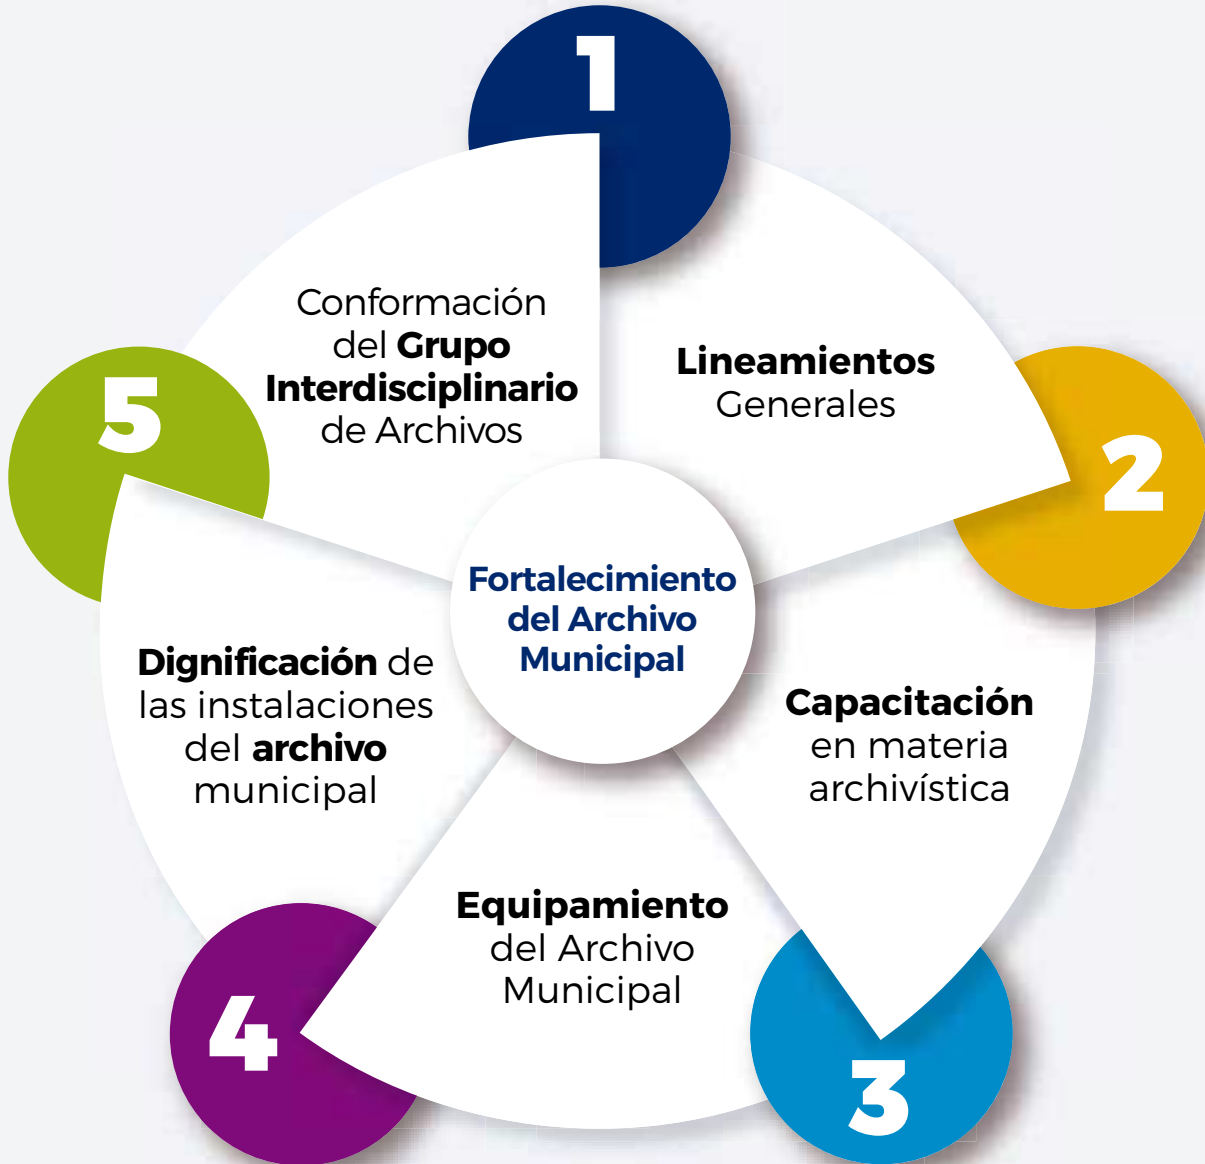 1
Lineamientos
Generales
2
Capacitación
en materia
archivística
3
Equipamiento
del Archivo
Municipal
4
Dignificación de
las instalaciones
del archivo
municipal
5
Conformación
del Grupo
Interdisciplinario
de Archivos
Fortalecimiento
del Archivo
Municipal